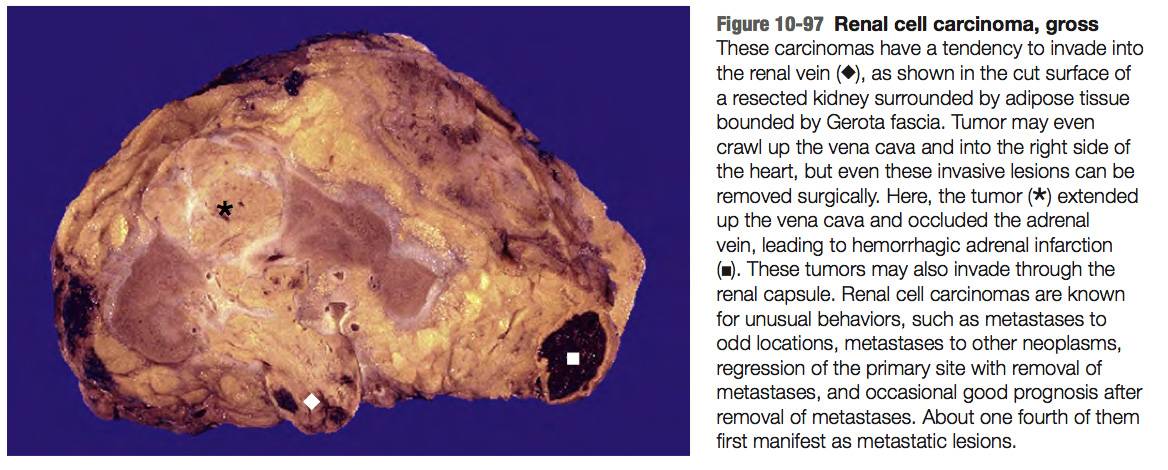 Figure 10-97 Renal cell carcinoma, gross
These carcinomas have a tendency to invade into
the renal vein (◆), as shown in the cut surface of
a resected kidney surrounded by adipose tissue
bounded by Gerota fascia. Tumor may even
crawl up the vena cava and into the right side of
the heart, but even these invasive lesions can be
removed surgically. Here, the tumor (*) extended
up the vena cava and occluded the adrenal
vein, leading to hemorrhagic adrenal infarction
(■). These tumors may also invade through the
renal capsule. Renal cell carcinomas are known
for unusual behaviors, such as metastases to
odd locations, metastases to other neoplasms,
regression of the primary site with removal of
metastases, and occasional good prognosis after
removal of metastases. About one fourth of them
first manifest as metastatic lesions.